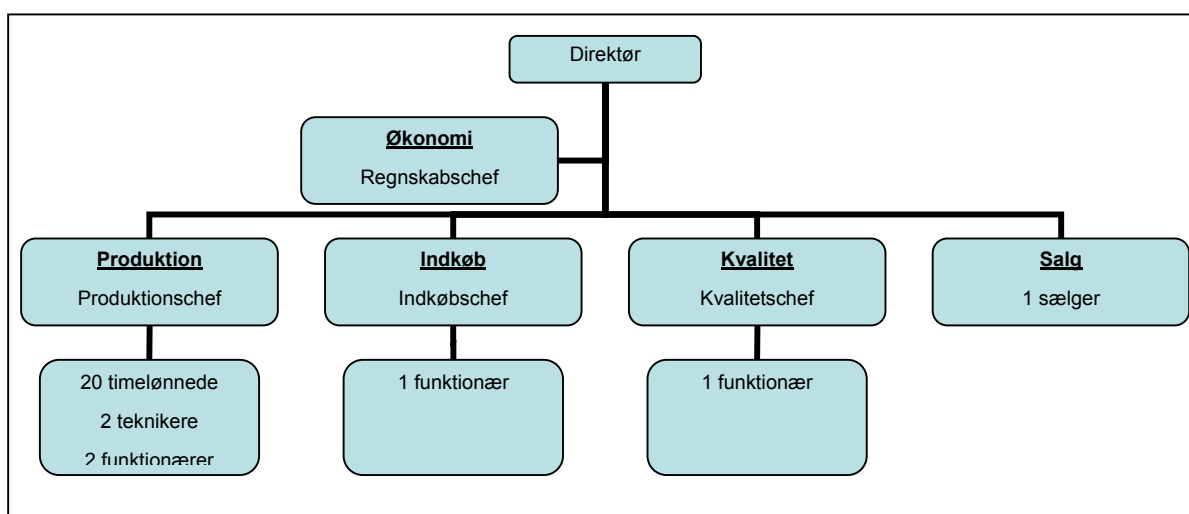 Direktør
Økonomi
Regnskabschef
Produktion
Produktionschef
Indkøb
Indkøbschef
Kvalitet
Kvalitetschef
Salg
1 sælger
20 timelønnede
2 teknikere
2 funktionærer
1 funktionær
1 funktionær